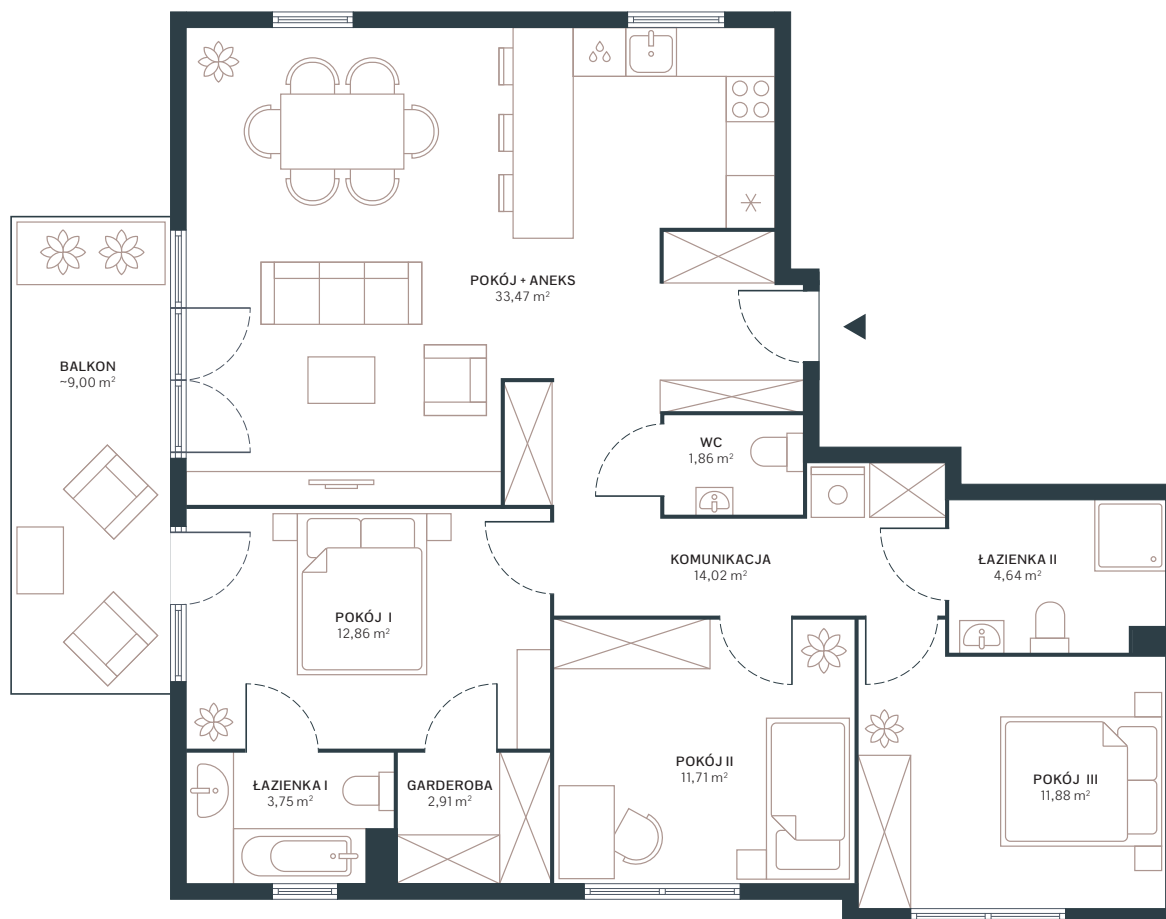 POKÓJ + ANEKS
33,47 m²
BALKON
~9,00 m²
WC
1,86 m²
KOMUNIKACJA
14,02 m²
ŁAZIENKA II
4,64 m²
POKÓJ I
12,86 m²
POKÓJ II
11,71 m²
POKÓJ III
11,88 m²
ŁAZIENKA I
3,75 m²
GARDEROBA
2,91 m²